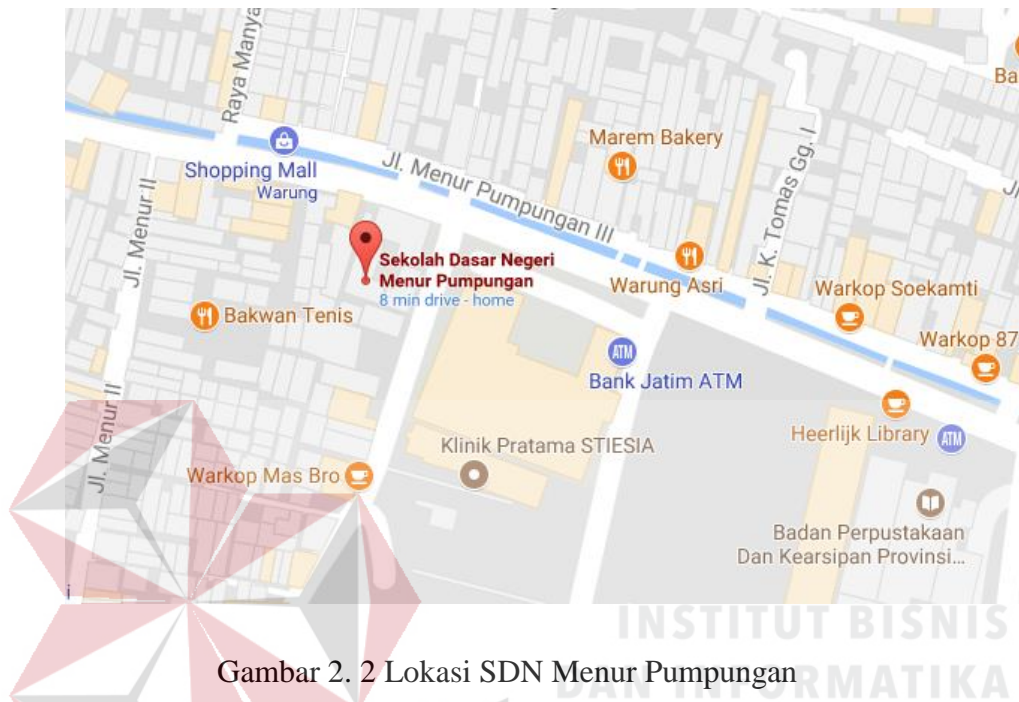 Raya Manya
Ba
Marem Bakery
Shopping Mall
Warung
Jl. Menur Pumpungan III
Jl. K. Tomas Gg. I
Jl. Menur II
Sekolah Dasar Negeri
Menur Pumpungan
8 min drive - home
Warung Asri
Warkop Soekamti
Bakwan Tenis
Warkop 87
ATM
Bank Jatim ATM
Jl. Menur II
Klinik Pratama STIESIA
Heerlijk Library
ATM
Warkop Mas Bro
Badan Perpustakaan
Dan Kearsipan Provinsi...
i
INSTITUT BISNIS
Gambar 2. 2 Lokasi SDN Menur Pumpungan
DAN INFORMATIKA